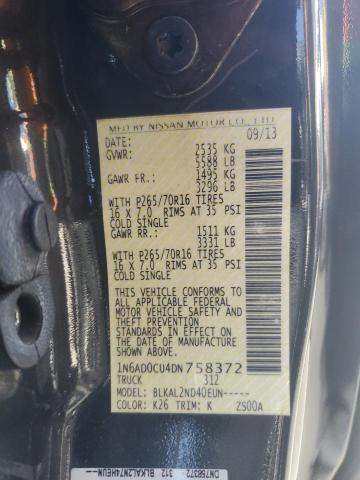 MFD BY NISSAN MOTOR CO., LTD.
DATE: 09/13
GVWR: 2535 KG
5588 LB
GAWR FR.: 1495 KG
3296 LB
WITH P265/70R16 TIRES
16 X 7.0 RIMS AT 35 PSI
COLD SINGLE
GAWR RR.: 1511 KG
3331 LB
WITH P265/70R16 TIRES
16 X 7.0 RIMS AT 35 PSI
COLD SINGLE
THIS VEHICLE CONFORMS TO
ALL APPLICABLE FEDERAL
MOTOR VEHICLE SAFETY
AND THEFT PREVENTION
STANDARDS IN EFFECT ON
THE DATE OF MANUFACTURE
SHOWN ABOVE.
1N6AD0CU4DN758372
TRUCK 312
MODEL: BLKAL2ND40EUN-----
COLOR: K26 TRIM: K ZS00A
DN758372 312 BLKAL2N74HEUN--